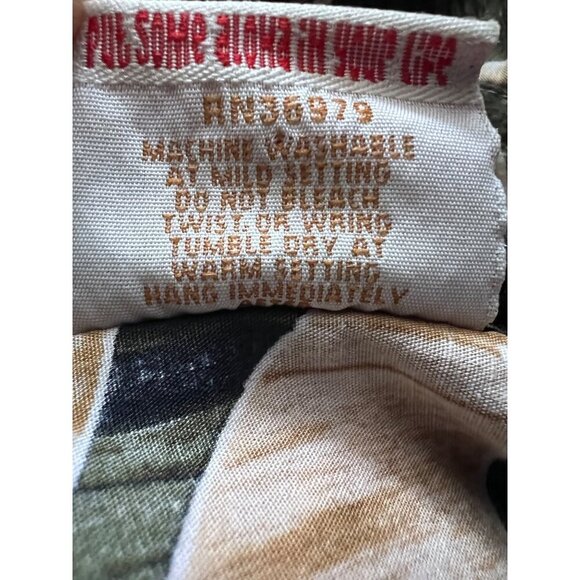 put some aloha in your life
RN36979
MACHINE WASHABLE
AT MILD SETTING
DO NOT BLEACH
TWIST, OR WRING
TUMBLE DRY AT
WARM SETTING
HANG IMMEDIATELY